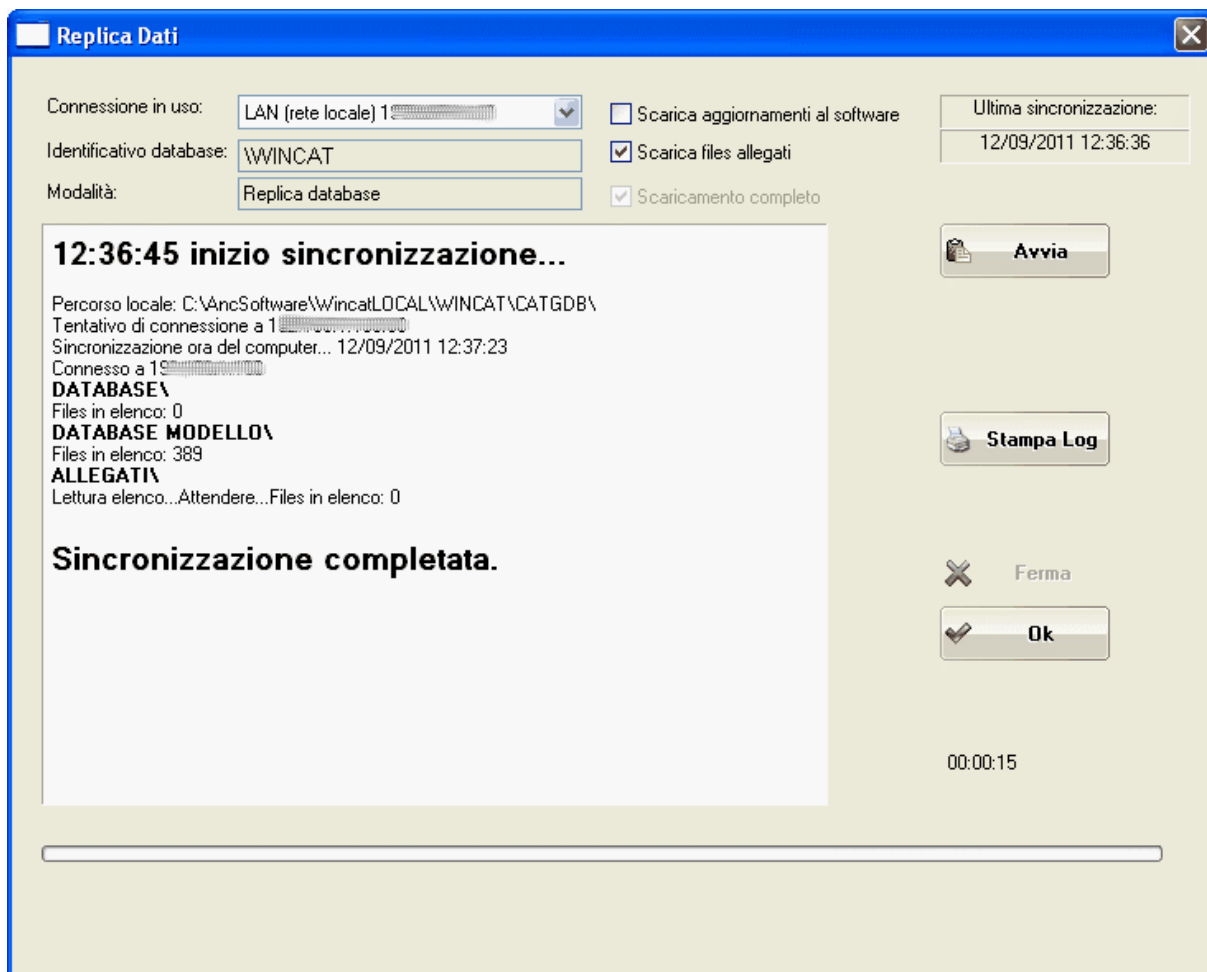 Replica Dati
Connessione in uso:
LAN (rete locale)
Scarica aggiornamenti al software
Ultima sincronizzazione:
12/09/2011 12:36:36
Identificativo database:
\WINCAT
Scarica files allegati
Modalità:
Replica database
Scaricamento completo
12:36:45 inizio sincronizzazione...
Percorso locale: C:\AncSoftware\WincatLOCAL\WINCAT\CATGDB\
Tentativo di connessione a
Sincronizzazione ora del computer... 12/09/2011 12:37:23
Connesso a
DATABASE\
Files in elenco: 0
DATABASE MODELLO\
Files in elenco: 389
ALLEGATI\
Lettura elenco...Attendere...Files in elenco: 0
Sincronizzazione completata.
Avvia
Stampa Log
Ferma
Ok
00:00:15